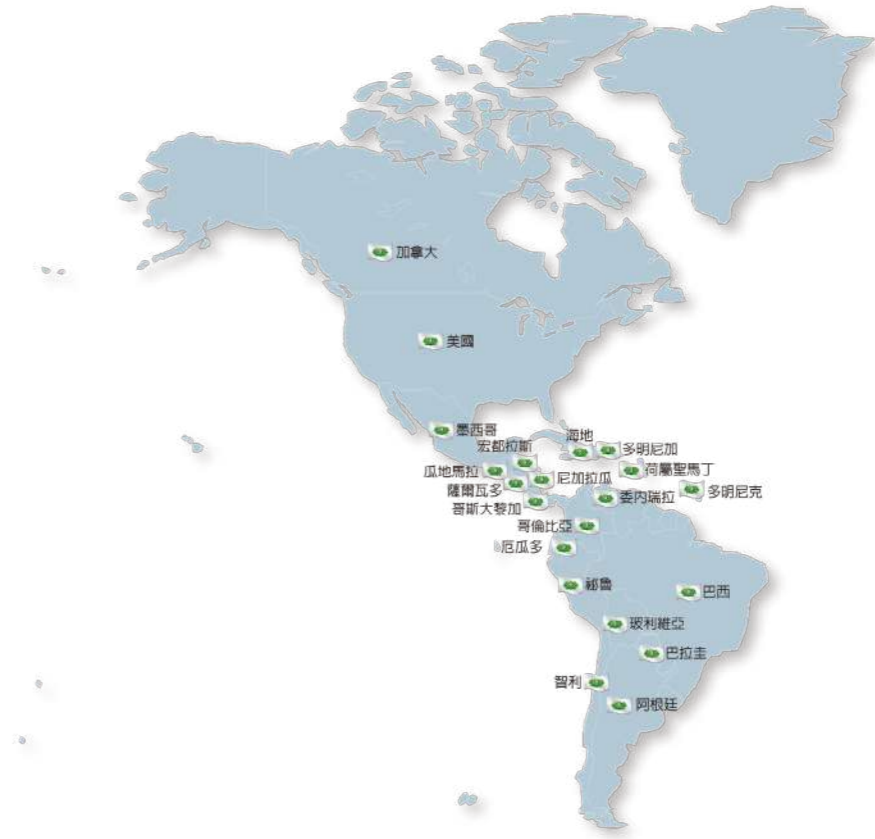 加拿大
美國
墨西哥
海地
宏都拉斯
多明尼加
瓜地馬拉
荷屬聖馬丁
尼加拉瓜
薩爾瓦多
多明尼克
委內瑞拉
哥斯大黎加
哥倫比亞
厄瓜多
祕魯
巴西
玻利維亞
巴拉圭
智利
阿根廷